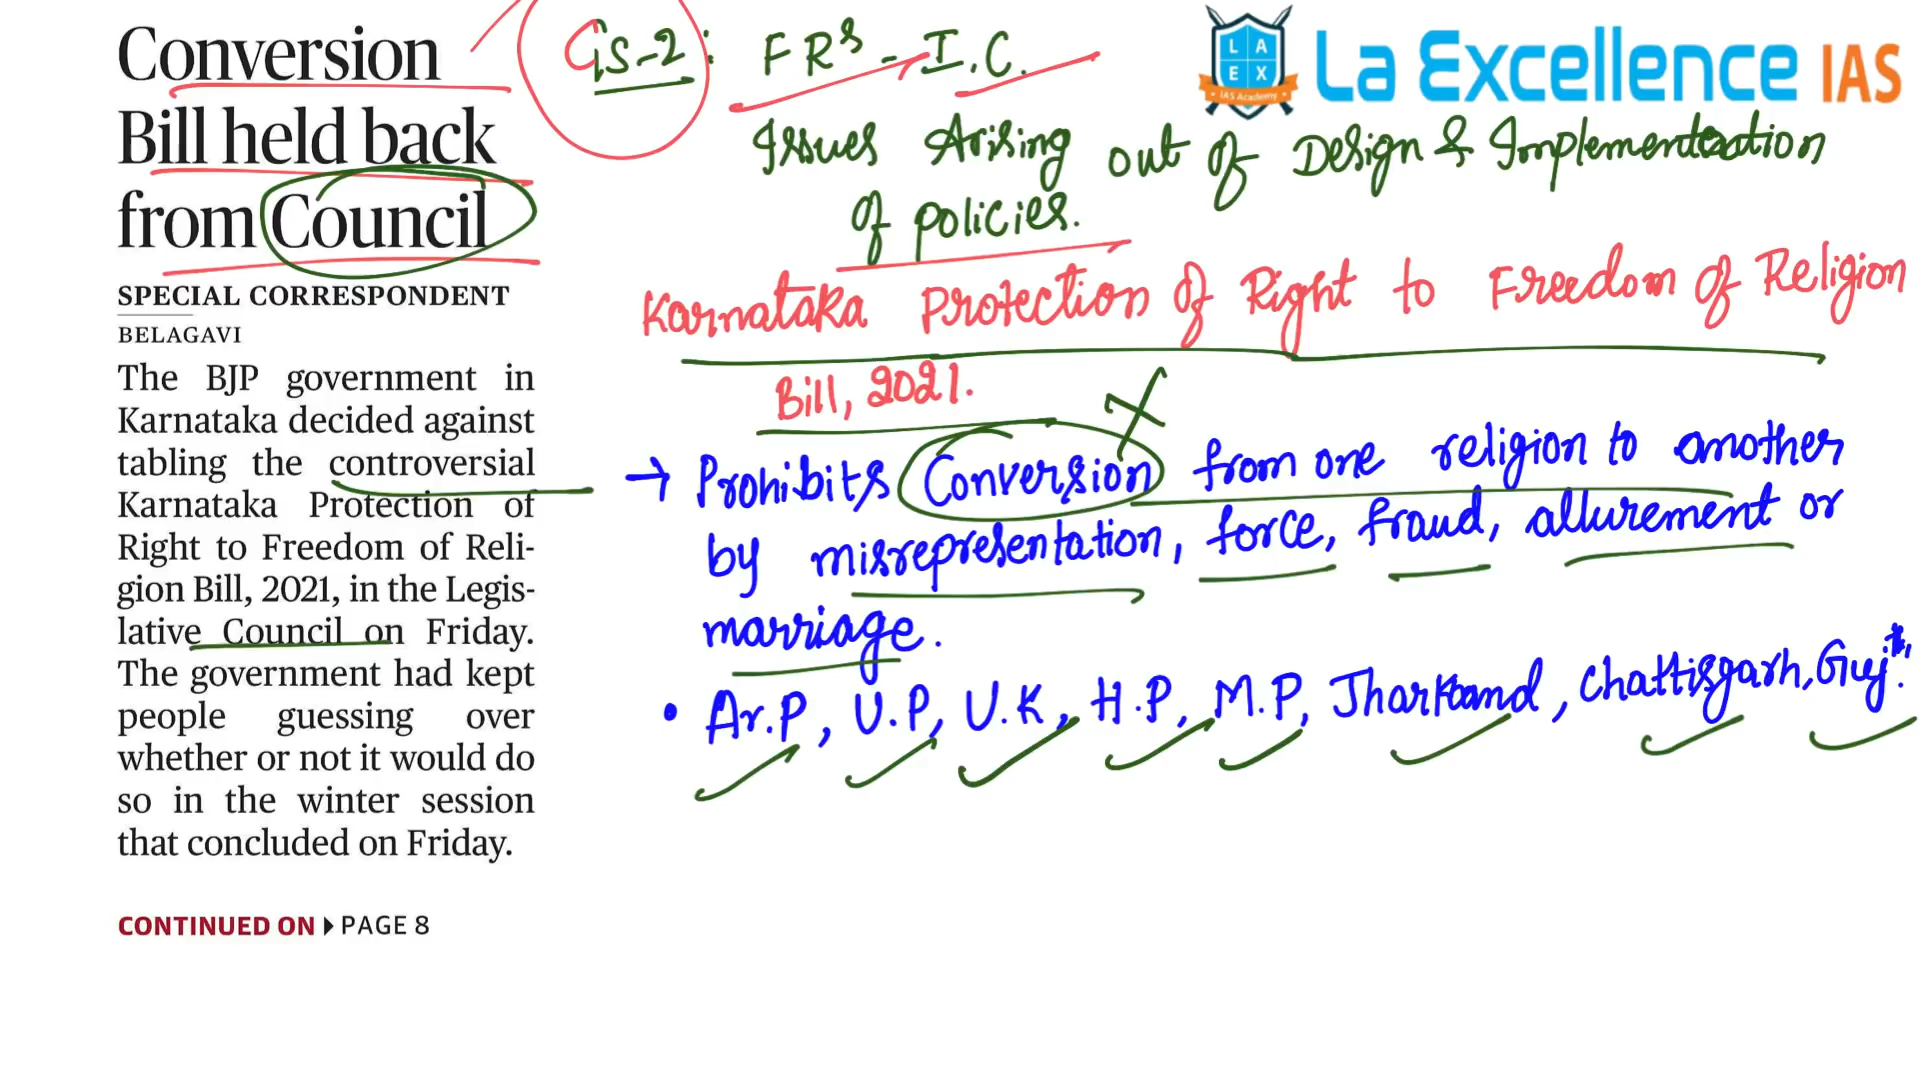 Conversion
Bill held back
from Council
SPECIAL CORRESPONDENT
BELAGAVI
The BJP government in
Karnataka decided against
tabling the controversial
Karnataka Protection of
Right to Freedom of Reli-
gion Bill, 2021, in the Legis-
lative Council on Friday.
The government had kept
people guessing over
whether or not it would do
so in the winter session
that concluded on Friday.
CONTINUED ON PAGE 8
GS-2: FRs - I.C.
LA
EX
IAS Academy
La Excellence IAS
Issues Arising out of Design & Implementation
of policies.
Karnataka Protection of Right to Freedom of Religion
Bill, 2021.
→ Prohibits Conversion from one religion to another
by misrepresentation, force, fraud, allurement or
marriage.
• Ar.P, U.P, U.K, H.P, M.P, Jharkand, Chattisgarh, Guj